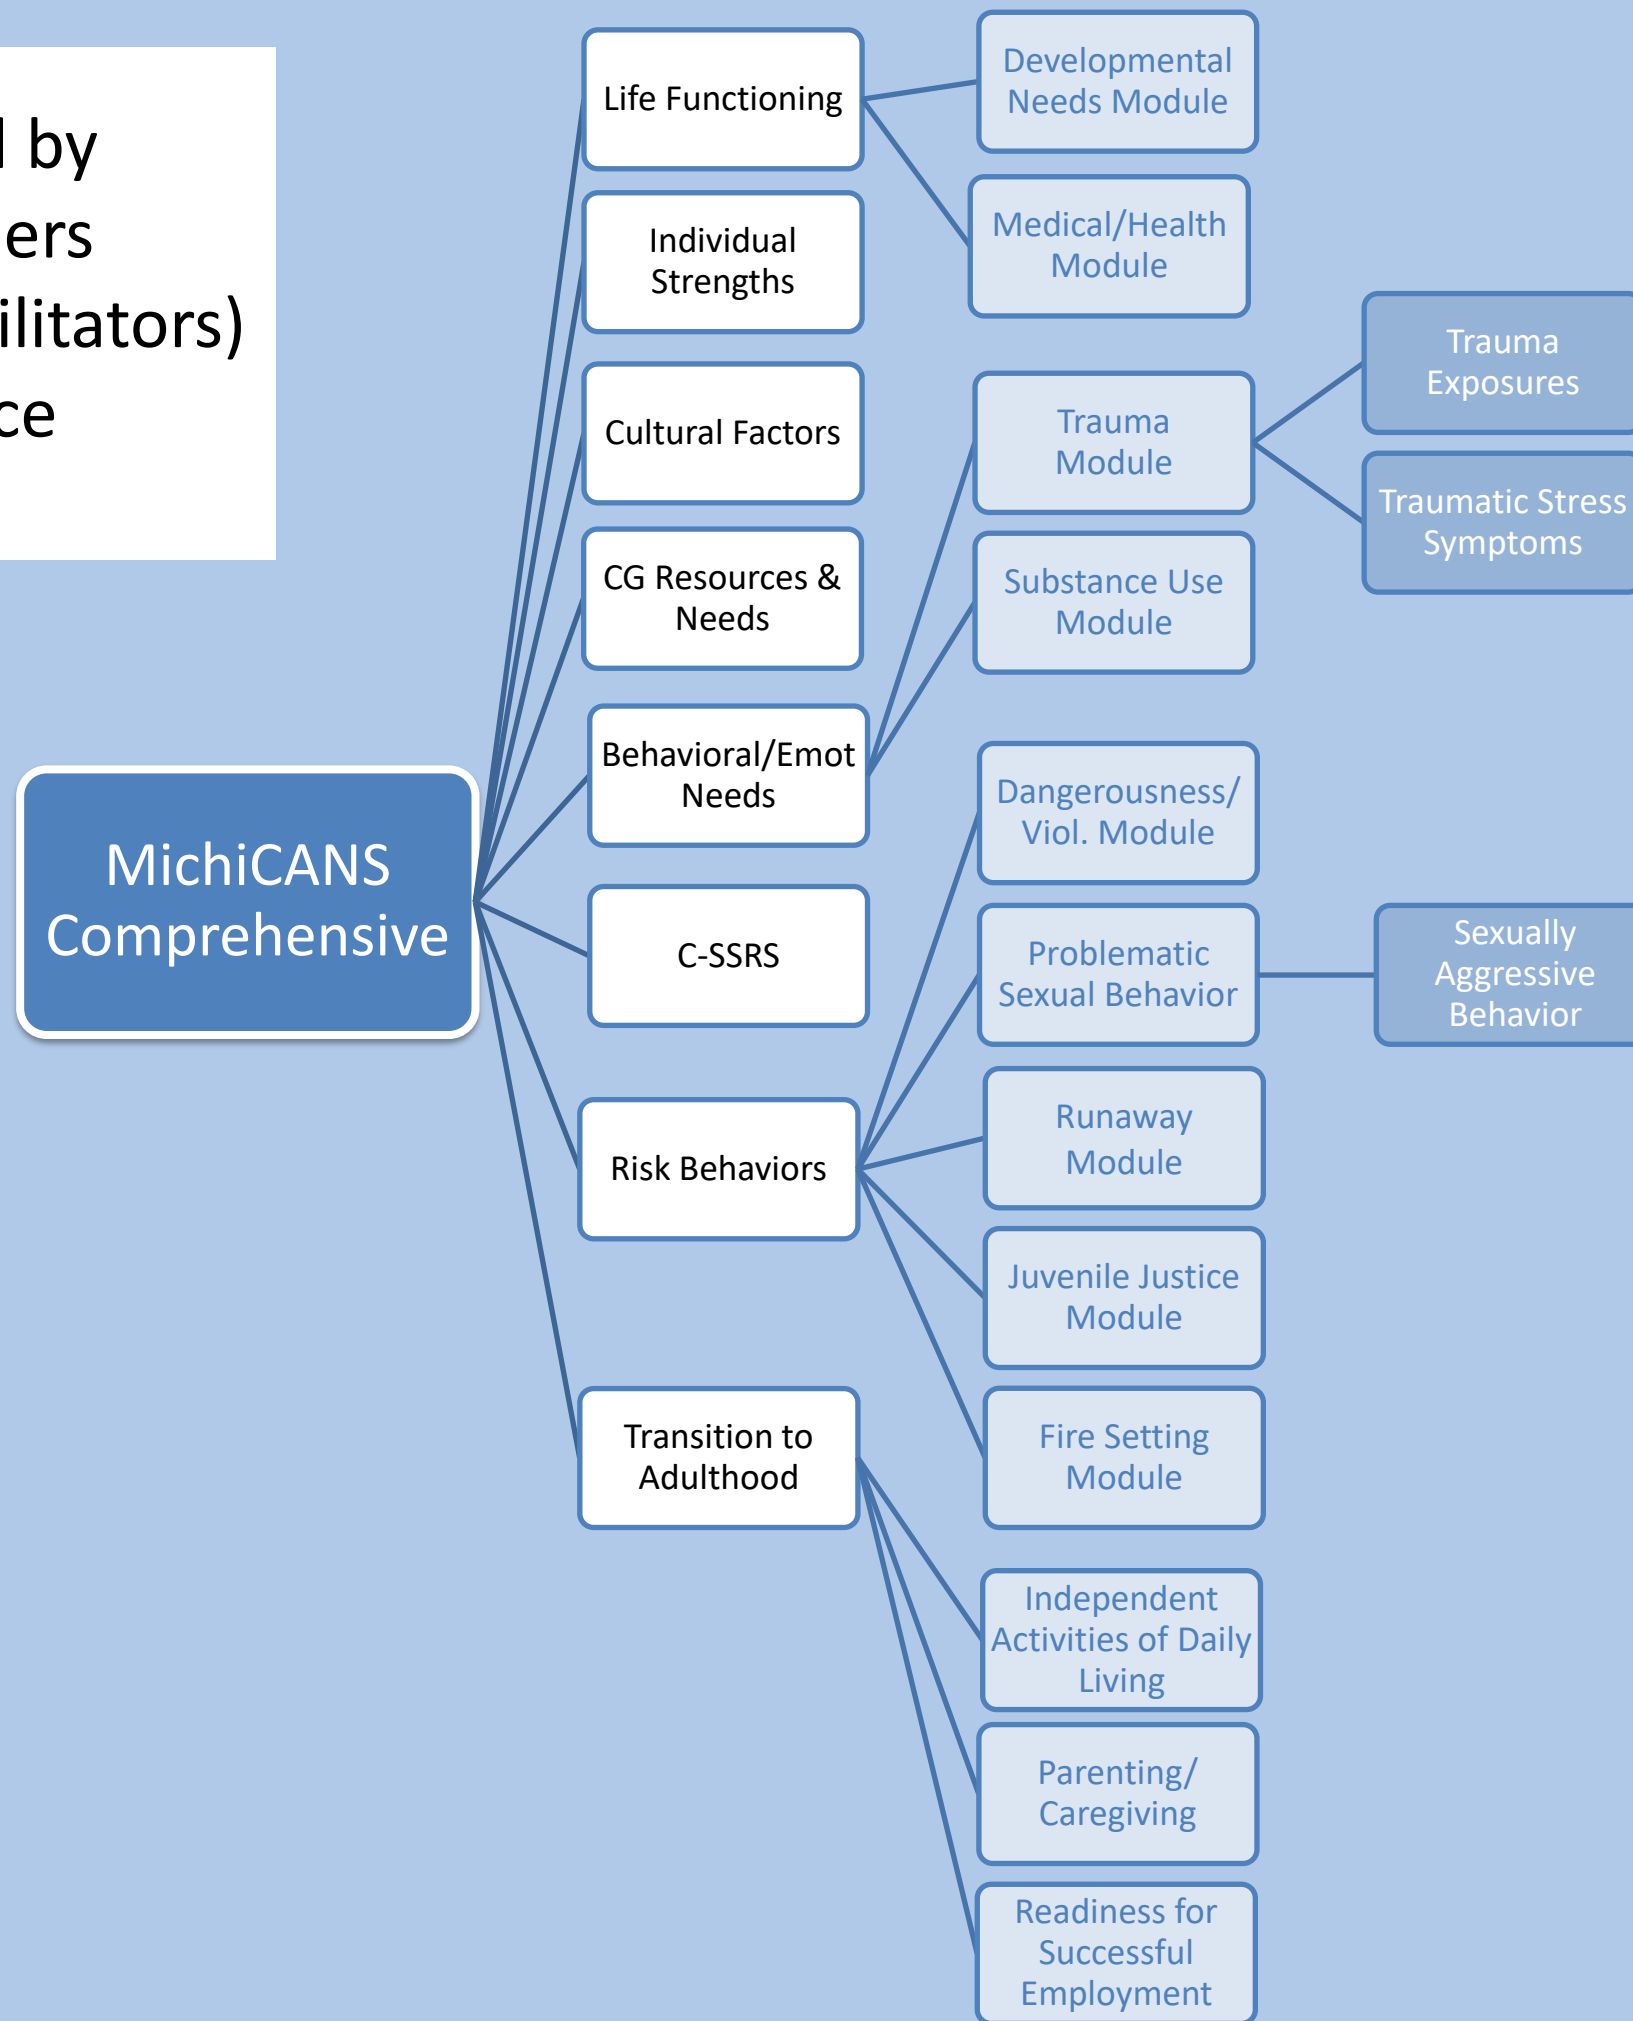 by
ilitators)
MichiCANS
Comprehensive
Life Functioning
Developmental
Needs Module
Medical/Health
Module
Individual
Strengths
Cultural Factors
CG Resources &
Needs
Behavioral/Emot
Needs
Trauma
Module
Trauma
Exposures
Traumatic Stress
Symptoms
Substance Use
Module
C-SSRS
Risk Behaviors
Dangerousness/
Viol. Module
Problematic
Sexual Behavior
Sexually
Aggressive
Behavior
Runaway
Module
Juvenile Justice
Module
Fire Setting
Module
Transition to
Adulthood
Independent
Activities of Daily
Living
Parenting/
Caregiving
Readiness for
Successful
Employment